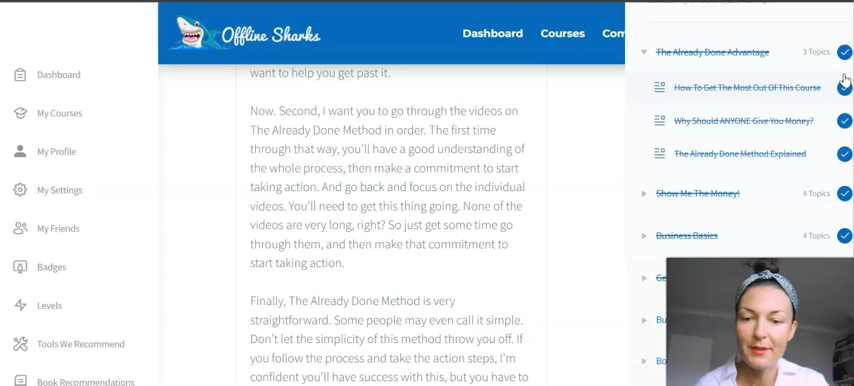 Offline Sharks
Dashboard
Courses
Com
Dashboard
My Courses
My Profile
My Settings
My Friends
Badges
Levels
Tools We Recommend
Book Recommendations
want to help you get past it.
Now. Second, I want you to go through the videos on
The Already Done Method in order. The first time
through that way, you'll have a good understanding of
the whole process, then make a commitment to start
taking action. And go back and focus on the individual
videos. You'll need to get this thing going. None of the
videos are very long, right? So just get some time go
through them, and then make that commitment to
start taking action.
Finally, The Already Done Method is very
straightforward. Some people may even call it simple.
Don't let the simplicity of this method throw you off. If
you follow the process and take the action steps, I'm
confident you'll have success with this, but you have to
The Already Done Advantage
3 Topics
How To Get The Most Out Of This Course
Why Should ANYONE Give You Money?
The Already Done Method Explained
Show Me The Money!
4 Topics
Business Basics
4 Topics
Ge
Bu
Bo